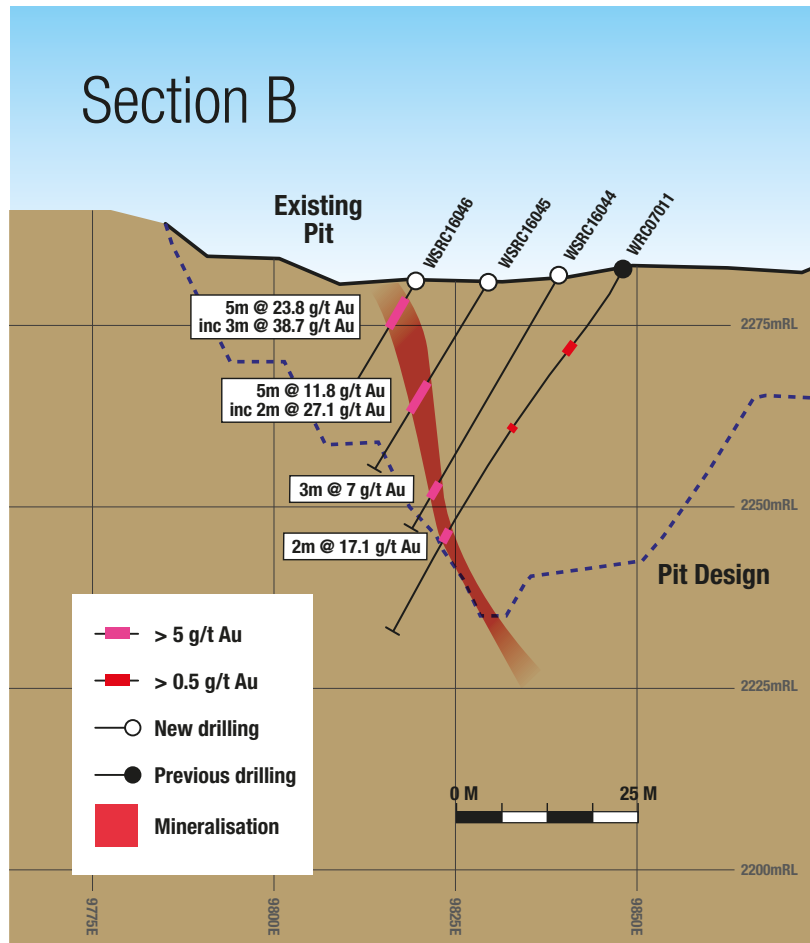 Section B
Existing
Pit
WSRC16046
WSRC16045
WSRC16044
WRC07011
5m @ 23.8 g/t Au
inc 3m @ 38.7 g/t Au
2275mRL
5m @ 11.8 g/t Au
inc 2m @ 27.1 g/t Au
3m @ 7 g/t Au
2250mRL
2m @ 17.1 g/t Au
Pit Design
> 5 g/t Au
> 0.5 g/t Au
New drilling
Previous drilling
Mineralisation
2225mRL
0 M
25 M
2200mRL
9775E
9800E
9825E
9850E